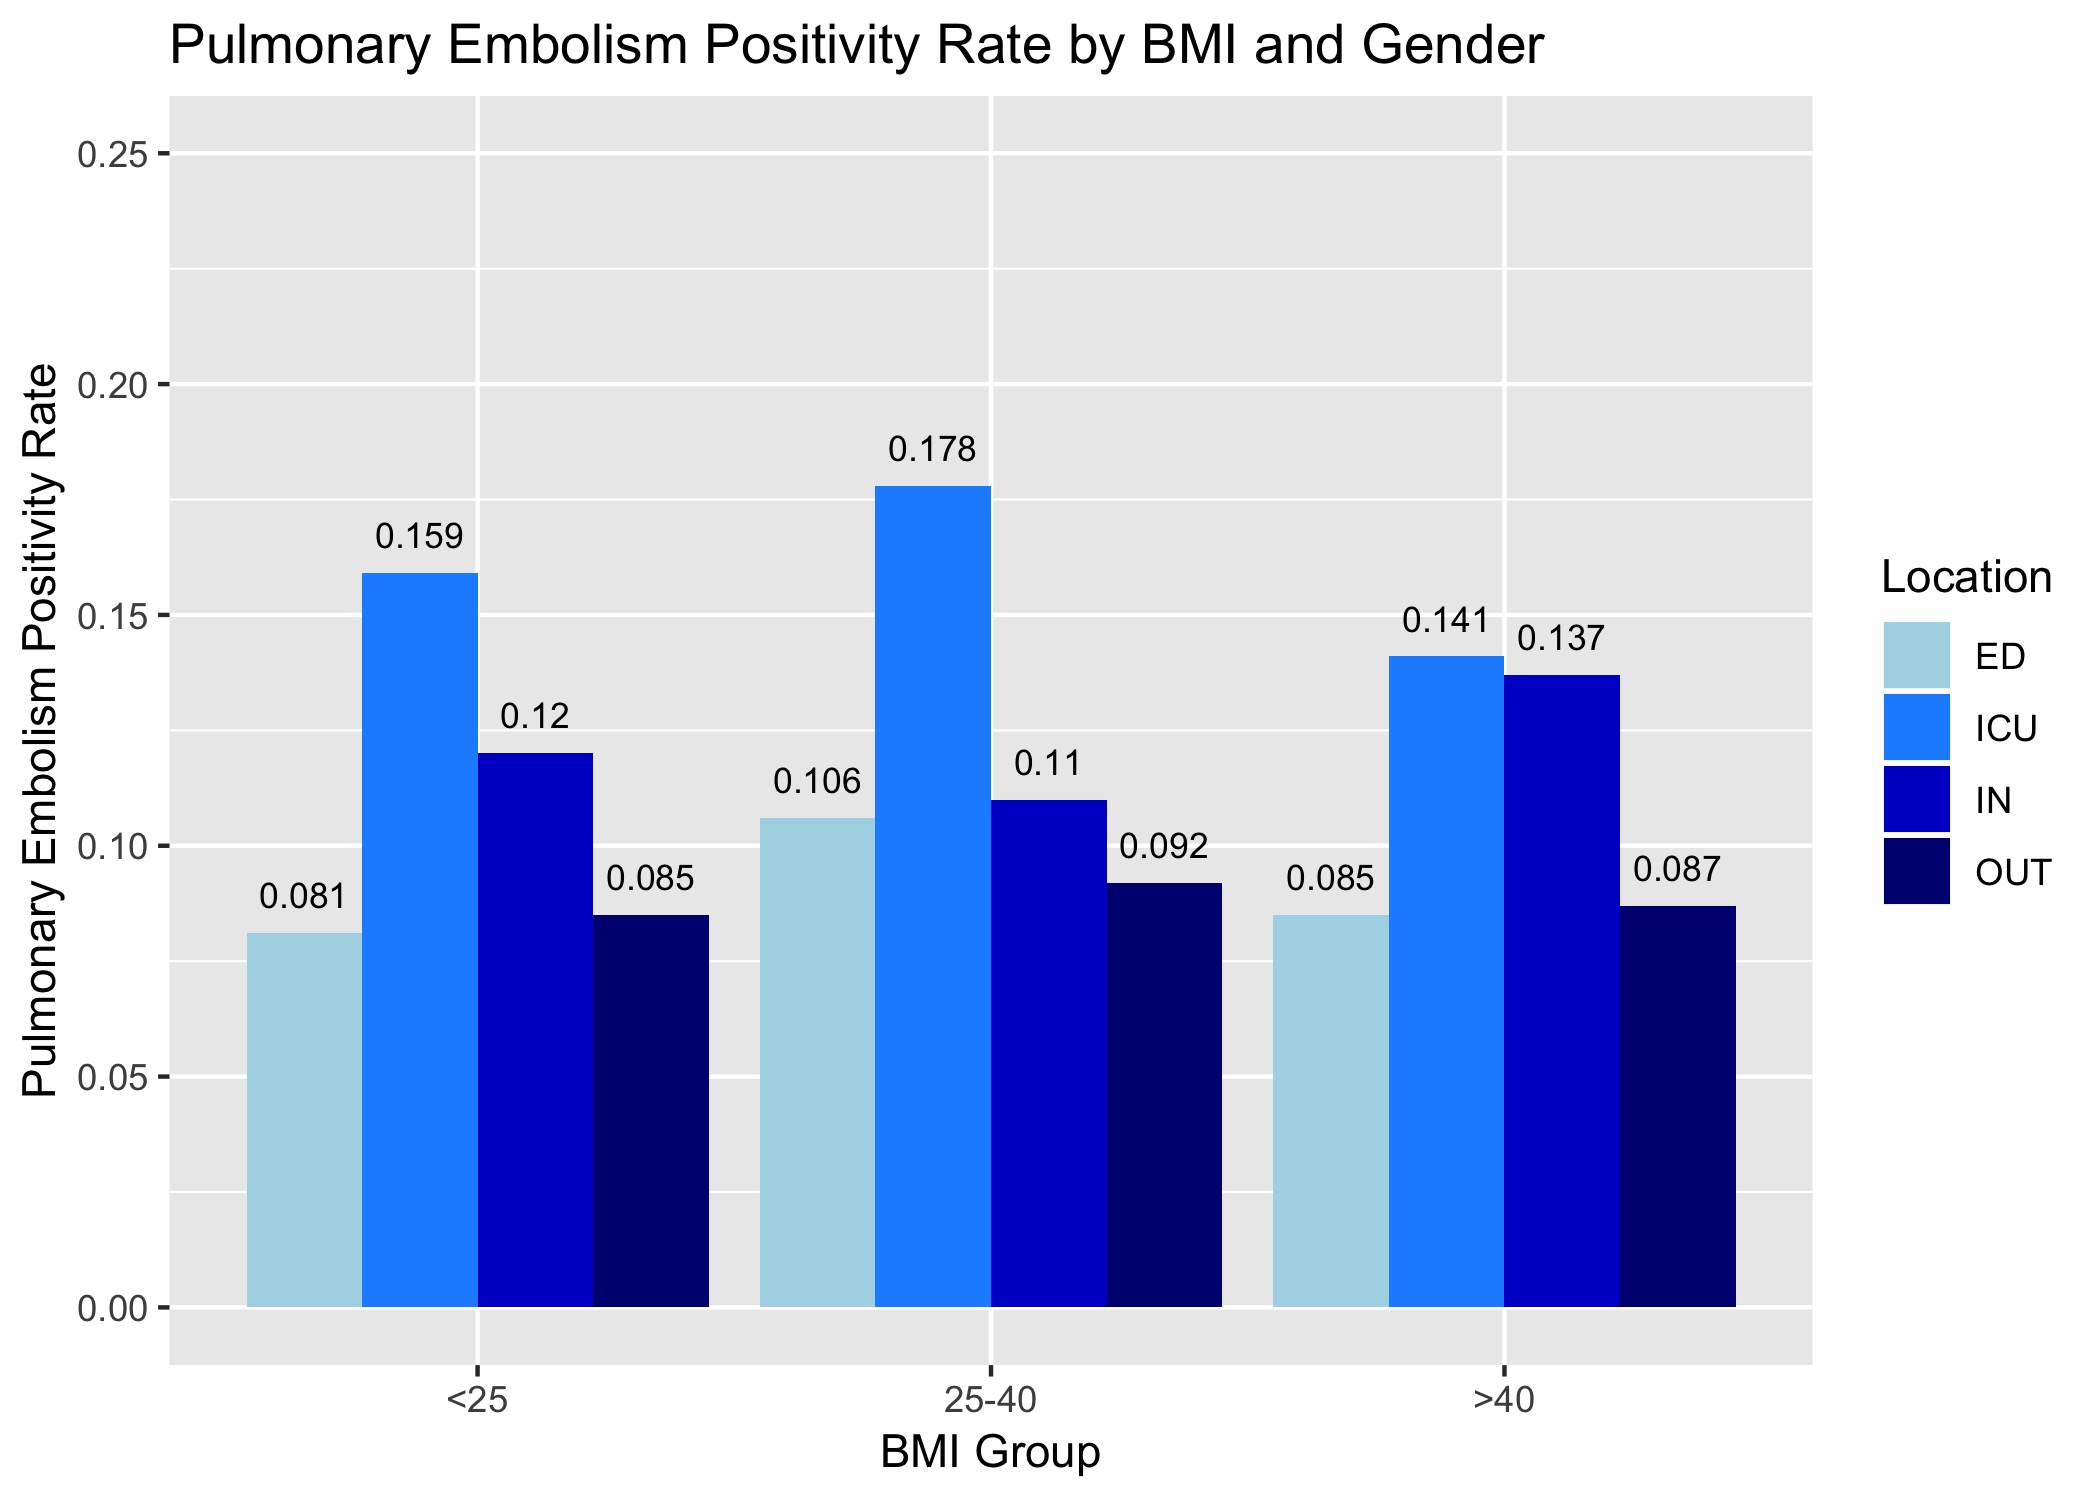 Pulmonary Embolism Positivity Rate by BMI and Gender
Pulmonary Embolism Positivity Rate
0.25
0.20
0.15
0.10
0.05
0.00
0.081
0.159
0.12
0.085
0.106
0.178
0.11
0.092
0.085
0.141
0.137
0.087
<25
25-40
>40
BMI Group
Location
ED
ICU
IN
OUT